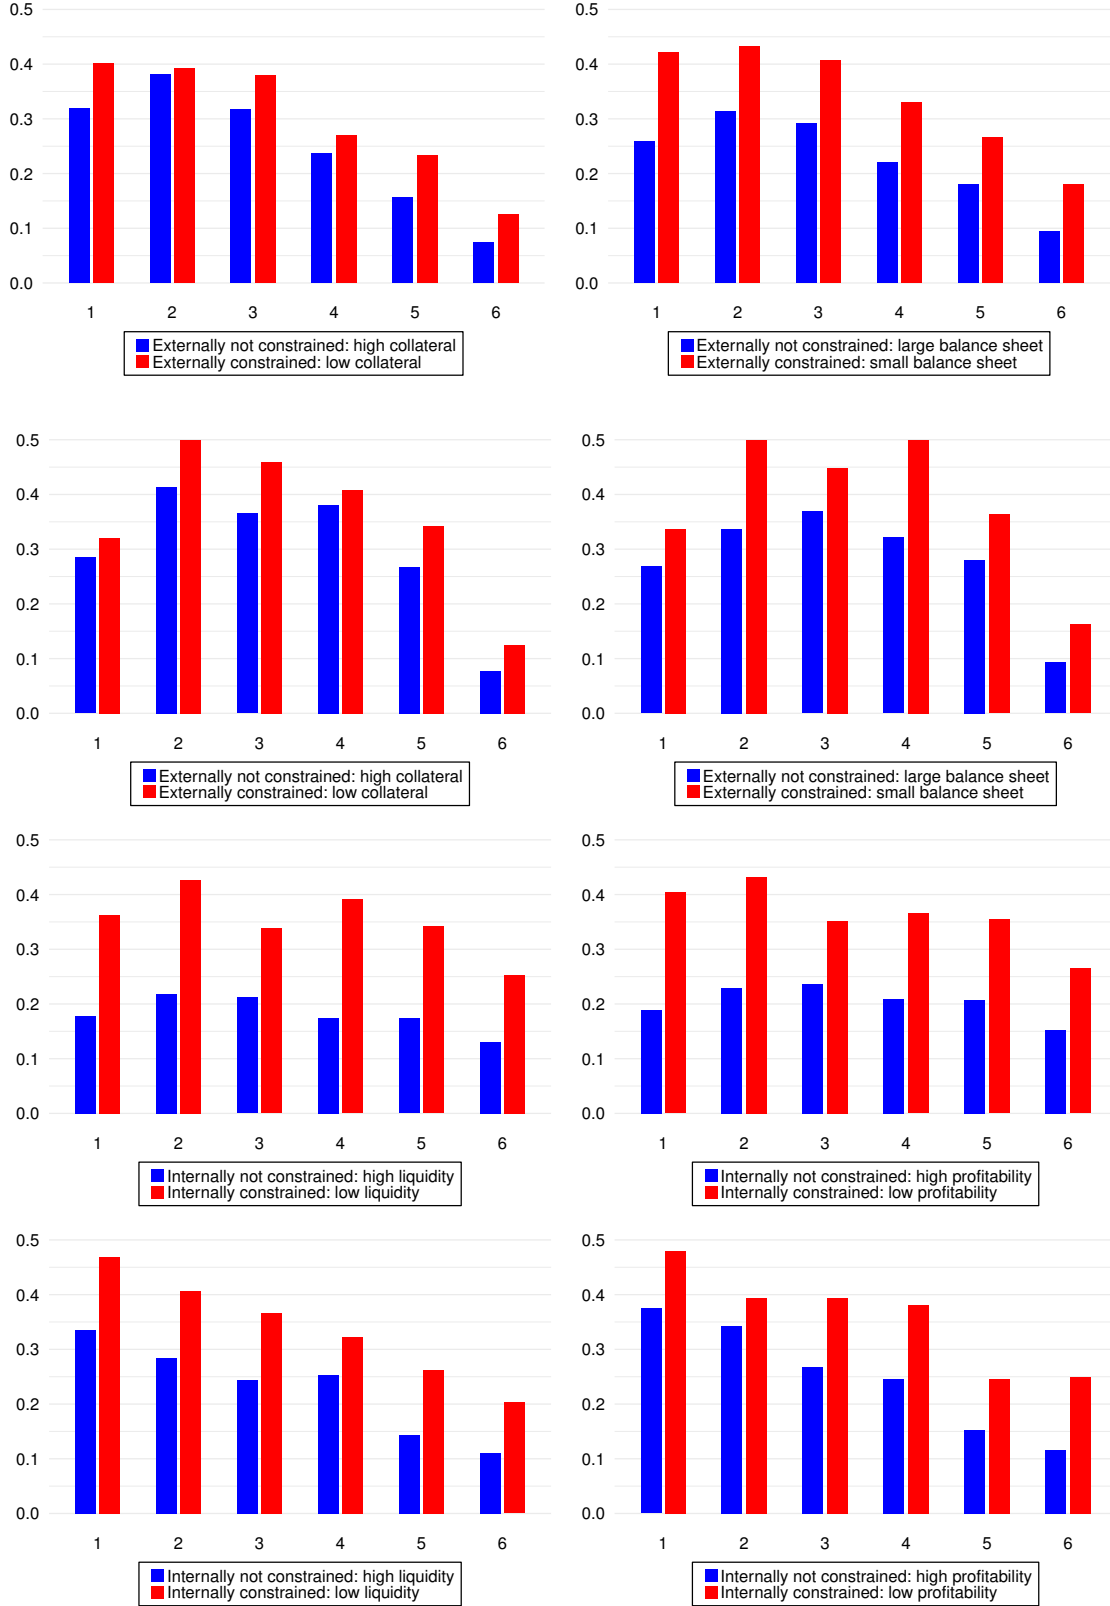 0.5
0.4
0.3
0.2
0.1
0.0
1 2 3 4 5 6
Externally not constrained: high collateral
Externally constrained: low collateral
0.5
0.4
0.3
0.2
0.1
0.0
1 2 3 4 5 6
Externally not constrained: large balance sheet
Externally constrained: small balance sheet
0.5
0.4
0.3
0.2
0.1
0.0
1 2 3 4 5 6
Externally not constrained: high collateral
Externally constrained: low collateral
0.5
0.4
0.3
0.2
0.1
0.0
1 2 3 4 5 6
Externally not constrained: large balance sheet
Externally constrained: small balance sheet
0.5
0.4
0.3
0.2
0.1
0.0
1 2 3 4 5 6
Internally not constrained: high liquidity
Internally constrained: low liquidity
0.5
0.4
0.3
0.2
0.1
0.0
1 2 3 4 5 6
Internally not constrained: high profitability
Internally constrained: low profitability
0.5
0.4
0.3
0.2
0.1
0.0
1 2 3 4 5 6
Internally not constrained: high liquidity
Internally constrained: low liquidity
0.5
0.4
0.3
0.2
0.1
0.0
1 2 3 4 5 6
Internally not constrained: high profitability
Internally constrained: low profitability